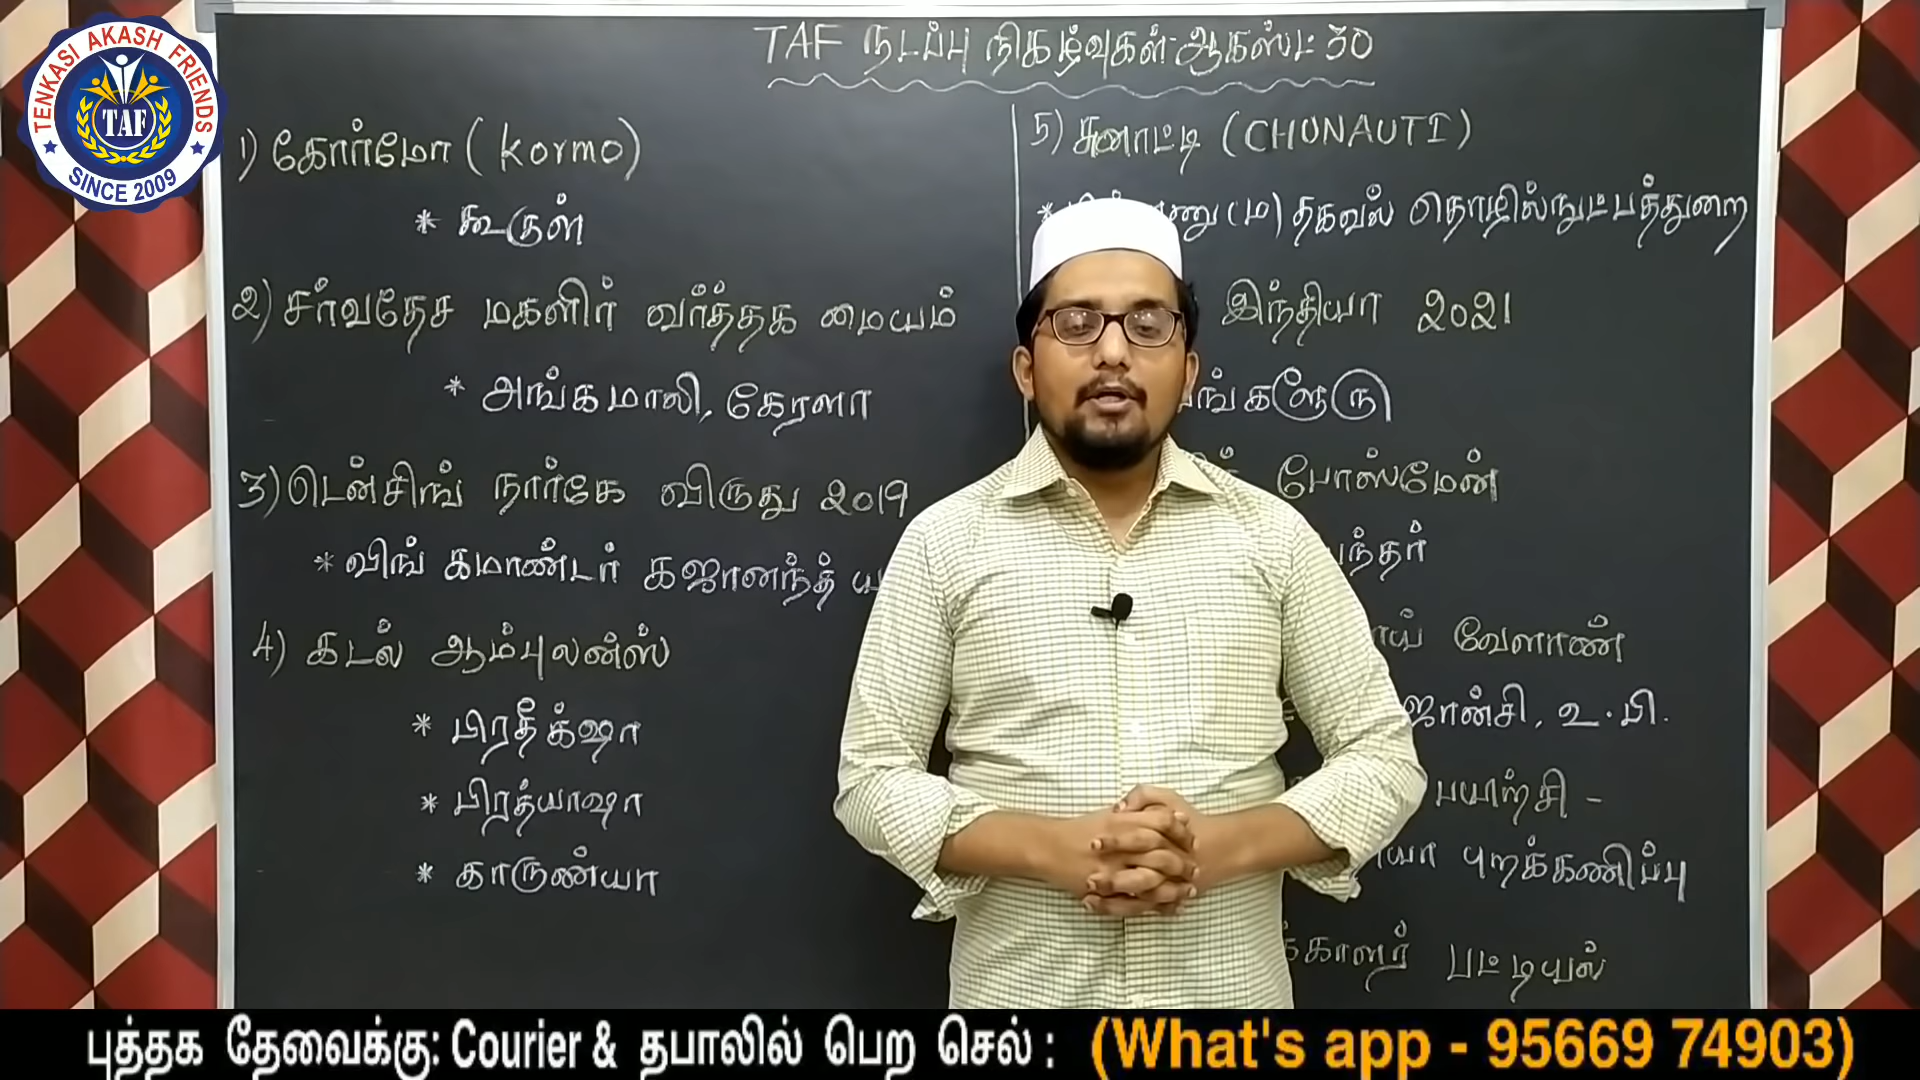 TENKASI AKASH FRIENDS
TAF
SINCE 2009
TAF நடப்பு நிகழ்வுகள்-ஆகஸ்ட் 30
1) கோர்மோ (kormo)
* கூகுள்
2) சர்வதேச மகளிர் வர்த்தக மையம்
* அங்கமாலி, கேரளா
3) டென்சிங் நார்கே விருது 2019
* விங் கமாண்டர் கஜானந்த்
4) கடல் ஆம்புலன்ஸ்
* பிரதீக்ஷா
* பிரத்யாஷா
* காருண்யா
5) சுனாட்டி (CHUNAUTI)
(ம) தகவல் தொழில்நுட்பத்துறை
இந்தியா 2021
போஸ்மேன்
வேளாண்
ஜான்சி, உ.பி.
பயிற்சி -
புறக்கணிப்பு
பட்டியல்
புத்தக தேவைக்கு: Courier & தபாலில் பெற செல் : (What's app - 95669 74903)